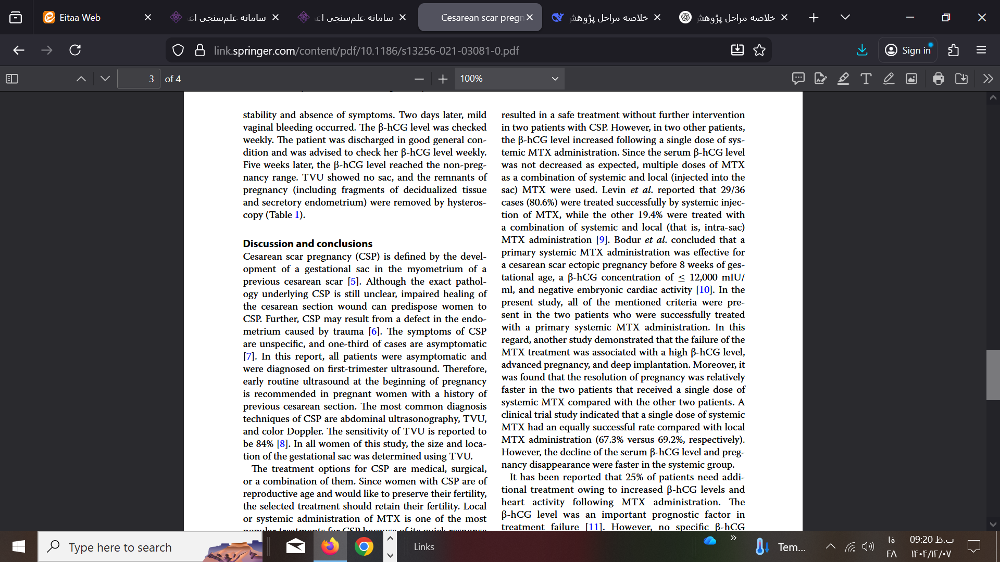 Eitaa Web
سامانه علم‌سنجی اع
سامانه علم‌سنجی اع
Cesarean scar pregn
خلاصه مراحل پژوهش
خلاصه مراحل پژوهش
link.springer.com/content/pdf/10.1186/s13256-021-03081-0.pdf
Sign in
3 of 4
100%
stability and absence of symptoms. Two days later, mild
vaginal bleeding occurred. The β-hCG level was checked
weekly. The patient was discharged in good general con-
dition and was advised to check her β-hCG level weekly.
Five weeks later, the β-hCG level reached the non-preg-
nancy range. TVU showed no sac, and the remnants of
pregnancy (including fragments of decidualized tissue
and secretory endometrium) were removed by hysteros-
copy (Table 1).
Discussion and conclusions
Cesarean scar pregnancy (CSP) is defined by the devel-
opment of a gestational sac in the myometrium of a
previous cesarean scar [5]. Although the exact pathol-
ogy underlying CSP is still unclear, impaired healing of
the cesarean section wound can predispose women to
CSP. Further, CSP may result from a defect in the endo-
metrium caused by trauma [6]. The symptoms of CSP
are unspecific, and one-third of cases are asymptomatic
[7]. In this report, all patients were asymptomatic and
were diagnosed on first-trimester ultrasound. Therefore,
early routine ultrasound at the beginning of pregnancy
is recommended in pregnant women with a history of
previous cesarean section. The most common diagnosis
techniques of CSP are abdominal ultrasonography, TVU,
and color Doppler. The sensitivity of TVU is reported to
be 84% [8]. In all women of this study, the size and loca-
tion of the gestational sac was determined using TVU.
The treatment options for CSP are medical, surgical,
or a combination of them. Since women with CSP are of
reproductive age and would like to preserve their fertility,
the selected treatment should retain their fertility. Local
or systemic administration of MTX is one of the most
popular treatments for CSP because of its quick response
resulted in a safe treatment without further intervention
in two patients with CSP. However, in two other patients,
the β-hCG level increased following a single dose of sys-
temic MTX administration. Since the serum β-hCG level
was not decreased as expected, multiple doses of MTX
as a combination of systemic and local (injected into the
sac) MTX were used. Levin et al. reported that 29/36
cases (80.6%) were treated successfully by systemic injec-
tion of MTX, while the other 19.4% were treated with
a combination of systemic and local (that is, intra-sac)
MTX administration [9]. Bodur et al. concluded that a
primary systemic MTX administration was effective for
a cesarean scar ectopic pregnancy before 8 weeks of ges-
tational age, a β-hCG concentration of ≤ 12,000 mIU/
ml, and negative embryonic cardiac activity [10]. In the
present study, all of the mentioned criteria were pre-
sent in the two patients who were successfully treated
with a primary systemic MTX administration. In this
regard, another study demonstrated that the failure of the
MTX treatment was associated with a high β-hCG level,
advanced pregnancy, and deep implantation. Moreover, it
was found that the resolution of pregnancy was relatively
faster in the two patients that received a single dose of
systemic MTX compared with the other two patients. A
clinical trial study indicated that a single dose of systemic
MTX had an equally successful rate compared with local
MTX administration (67.3% versus 69.2%, respectively).
However, the decline of the serum β-hCG level and preg-
nancy disappearance were faster in the systemic group.
It has been reported that 25% of patients need addi-
tional treatment owing to increased β-hCG levels and
heart activity following MTX administration. The
β-hCG level was an important prognostic factor in
treatment failure [11]. However, no specific β-hCG
Type here to search
Links
Tem...
فا
FA
09:20 ب.ظ
۱۴۰۴/۱۲/۰۷